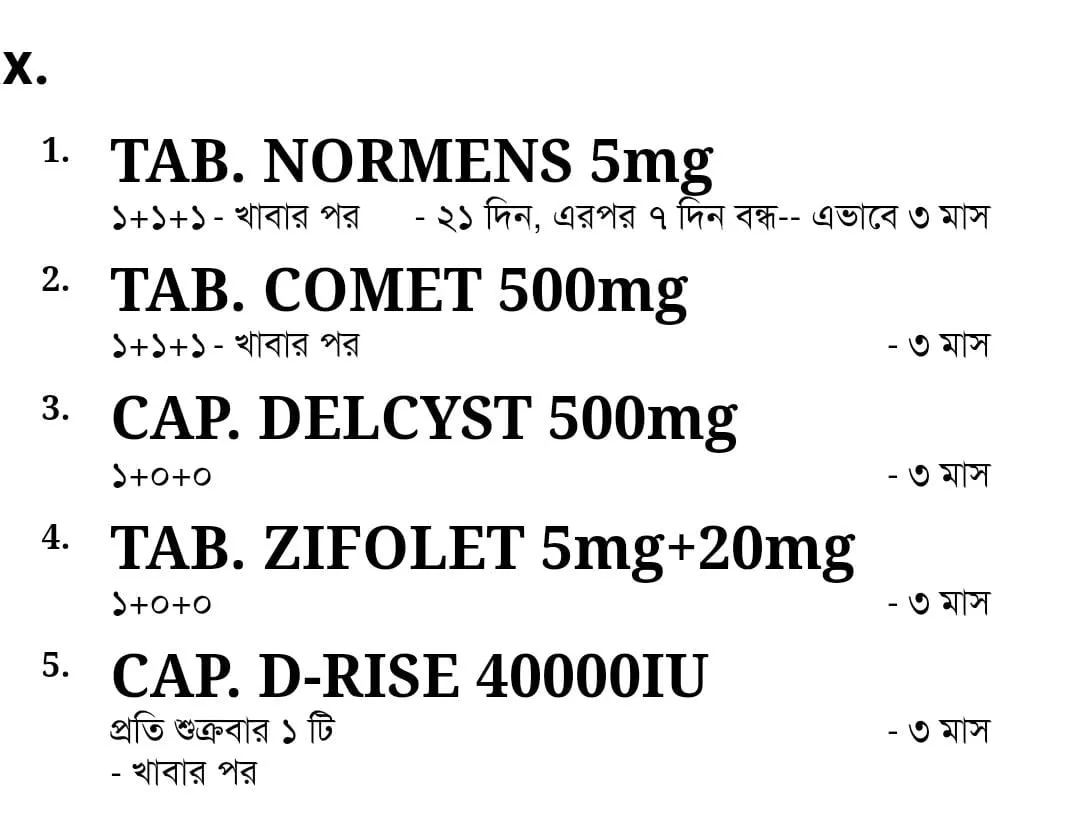 x.
1. TAB. NORMENS 5mg
১+১+১ - খাবার পর - ২১ দিন, এরপর ৭ দিন বন্ধ-- এভাবে ৩ মাস
2. TAB. COMET 500mg
১+১+১ - খাবার পর - ৩ মাস
3. CAP. DELCYST 500mg
১+০+০ - ৩ মাস
4. TAB. ZIFOLET 5mg+20mg
১+০+০ - ৩ মাস
5. CAP. D-RISE 40000IU
প্রতি শুক্রবার ১ টি - ৩ মাস
- খাবার পর